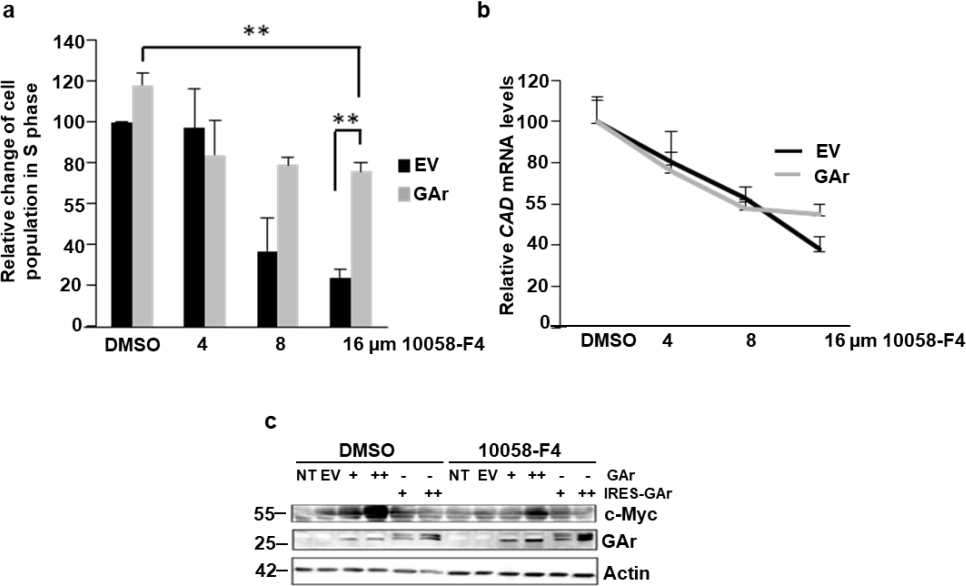 a
**
**
Relative change of cell
population in S phase
140
120
100
80
55
40
20
0
EV
GAr
DMSO 4 8 16 µm 10058-F4
b
Relative CAD mRNA levels
120
100
80
55
40
20
0
EV
GAr
DMSO 4 8 16 µm 10058-F4
c
DMSO 10058-F4
NT EV + ++ - - NT EV + ++ - - GAr
+ ++ + ++ IRES-GAr
55 c-Myc
25 GAr
42 Actin